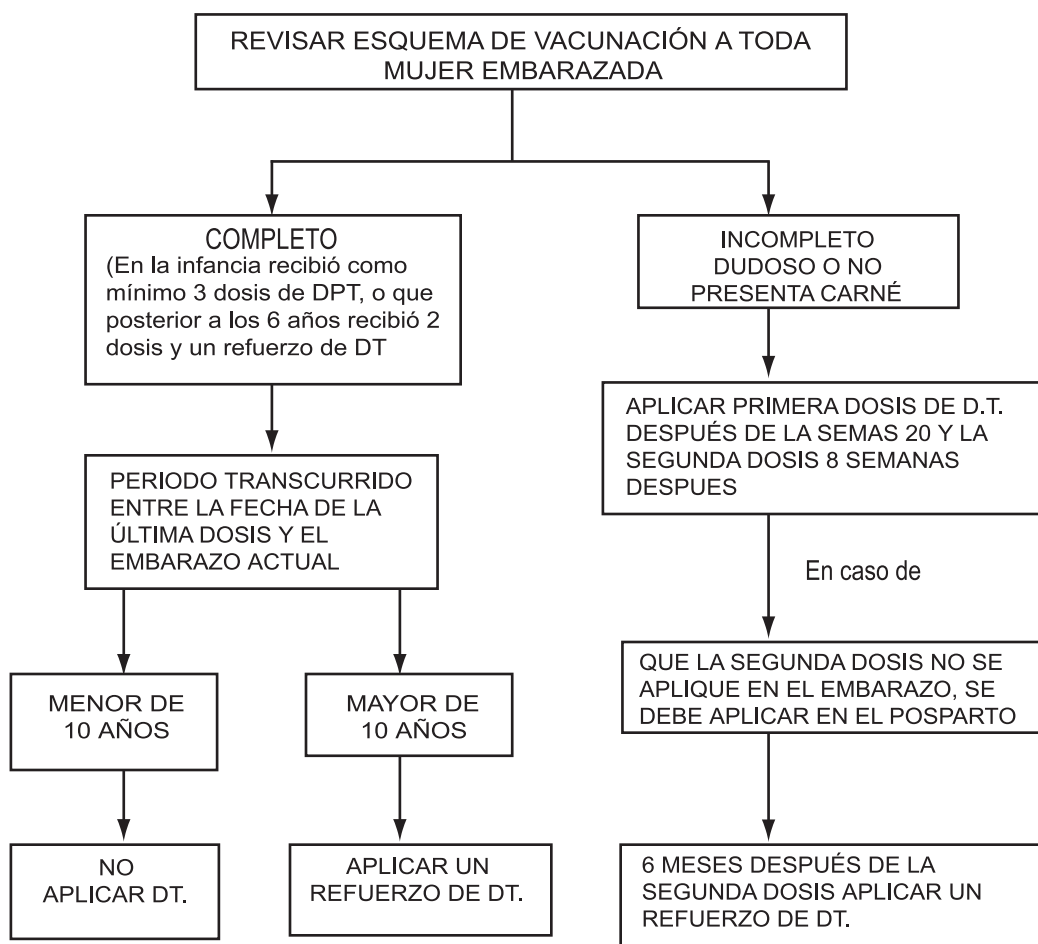 REVISAR ESQUEMA DE VACUNACIÓN A TODA
MUJER EMBARAZADA
COMPLETO
(En la infancia recibió como
mínimo 3 dosis de DPT, o que
posterior a los 6 años recibió 2
dosis y un refuerzo de DT
PERIODO TRANSCURRIDO
ENTRE LA FECHA DE LA
ÚLTIMA DOSIS Y EL
EMBARAZO ACTUAL
MENOR DE
10 AÑOS
NO
APLICAR DT.
MAYOR DE
10 AÑOS
APLICAR UN
REFUERZO DE DT.
INCOMPLETO
DUDOSO O NO
PRESENTA CARNÉ
APLICAR PRIMERA DOSIS DE D.T.
DESPUÉS DE LA SEMAS 20 Y LA
SEGUNDA DOSIS 8 SEMANAS
DESPUES
En caso de
QUE LA SEGUNDA DOSIS NO SE
APLIQUE EN EL EMBARAZO, SE
DEBE APLICAR EN EL POSPARTO
6 MESES DESPUÉS DE LA
SEGUNDA DOSIS APLICAR UN
REFUERZO DE DT.